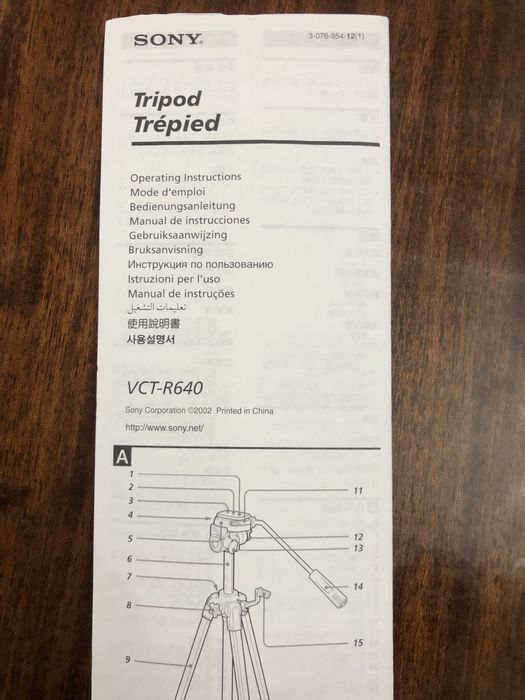 SONY®
3-076-954-12(1)
Tripod
Trépied
Operating Instructions
Mode d'emploi
Bedienungsanleitung
Manual de instrucciones
Gebruiksaanwijzing
Bruksanvisning
Инструкция по пользованию
Istruzioni per l'uso
Manual de instruções
تعليمات التشغيل
使用說明書
사용설명서
VCT-R640
Sony Corporation ©2002 Printed in China
http://www.sony.net/
A
1
2
3
4
5
6
7
8
9
11
12
13
14
15